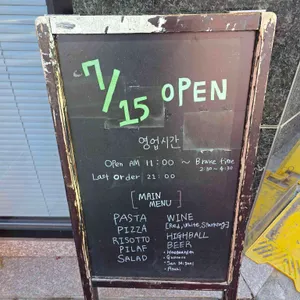 7/15 OPEN
영업시간
Open AM 11:00 ~ Break time
2:30 ~ 4:30
Last order 21:00
[MAIN MENU]
PASTA
PIZZA
RISOTTO
PILAF
SALAD
WINE
(Red, White, Sparkling)
HIGHBALL
BEER